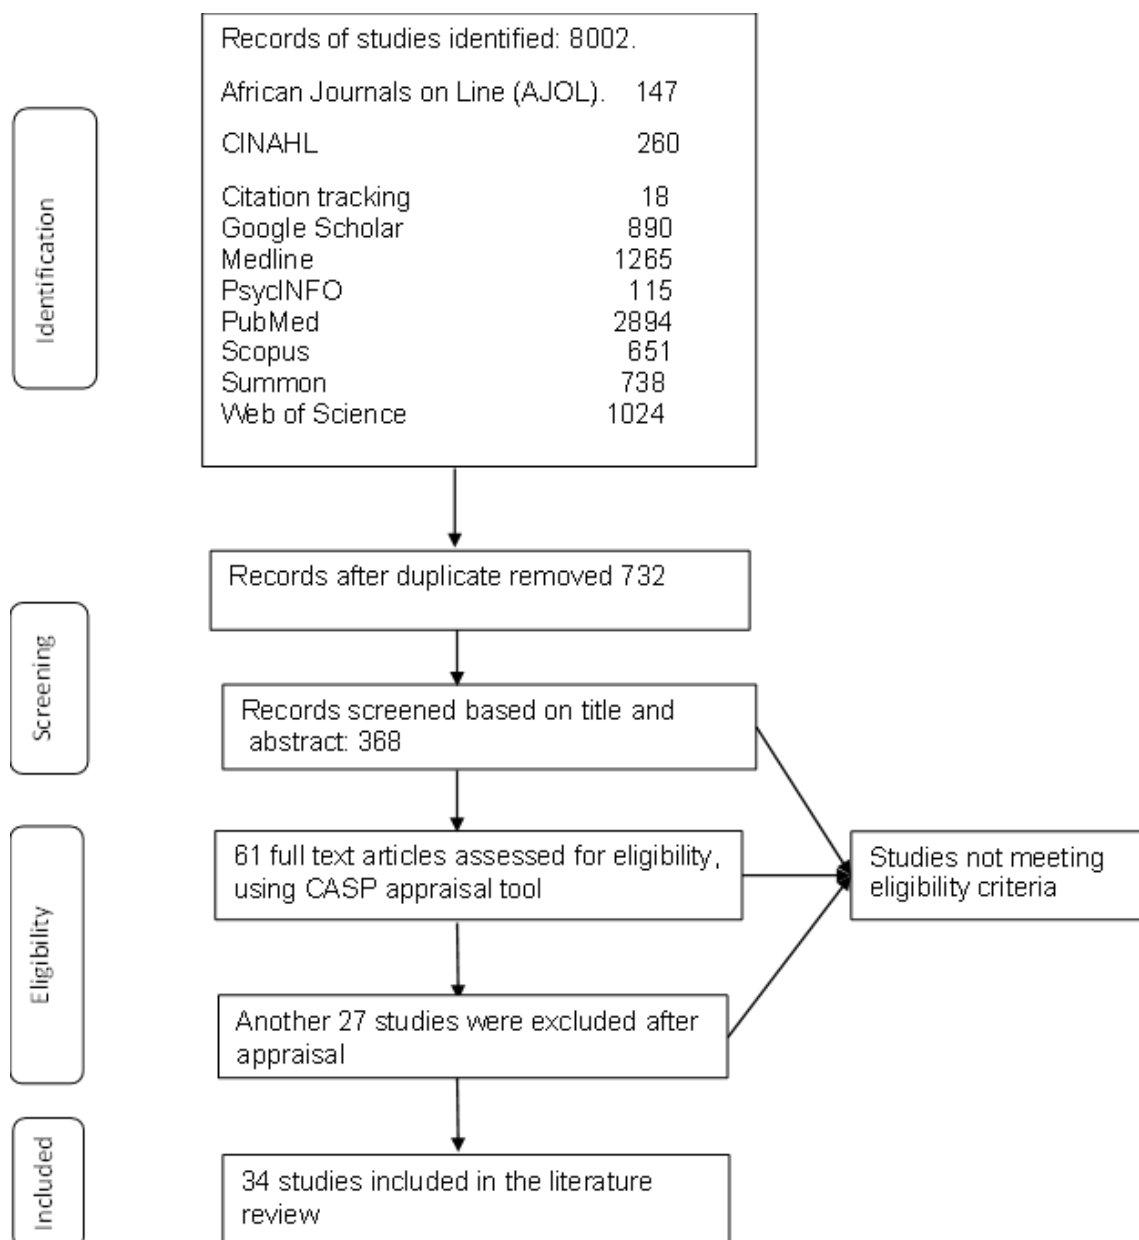 Identification
Records of studies identified: 8002.
African Journals on Line (AJOL). 147
CINAHL 260
Citation tracking 18
Google Scholar 890
Medline 1265
PsycINFO 115
PubMed 2894
Scopus 651
Summon 738
Web of Science 1024
Screening
Records after duplicate removed 732
Records screened based on title and
abstract: 368
Eligibility
61 full text articles assessed for eligibility,
using CASP appraisal tool
Studies not meeting
eligibility criteria
Another 27 studies were excluded after
appraisal
Included
34 studies included in the literature
review